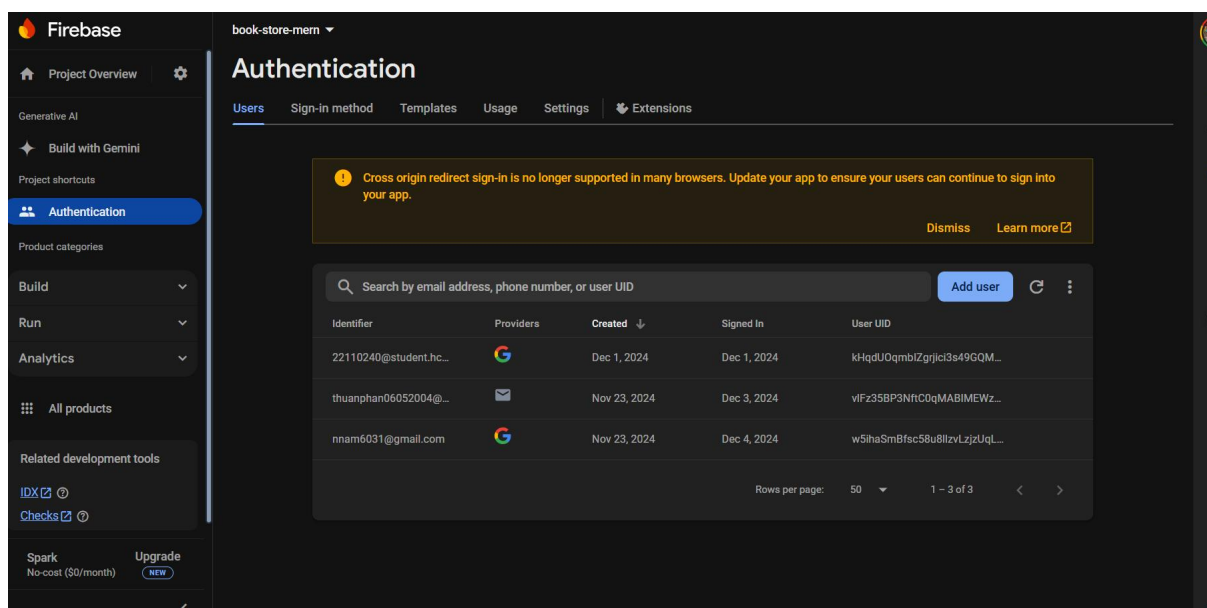 Firebase
Project Overview
Generative AI
Build with Gemini
Project shortcuts
Authentication
Product categories
Build
Run
Analytics
All products
Related development tools
IDX
Checks
Spark
No-cost ($0/month)
Upgrade
NEW
book-store-mern
Authentication
Users Sign-in method Templates Usage Settings Extensions
Cross origin redirect sign-in is no longer supported in many browsers. Update your app to ensure your users can continue to sign into
your app.
Dismiss Learn more
Search by email address, phone number, or user UID Add user
Identifier Providers Created Signed In User UID
22110240@student.hc... Dec 1, 2024 Dec 1, 2024
thuanphan06052004@... Nov 23, 2024 Dec 3, 2024
nnam6031@gmail.com Nov 23, 2024 Dec 4, 2024
Rows per page: 50 1 – 3 of 3